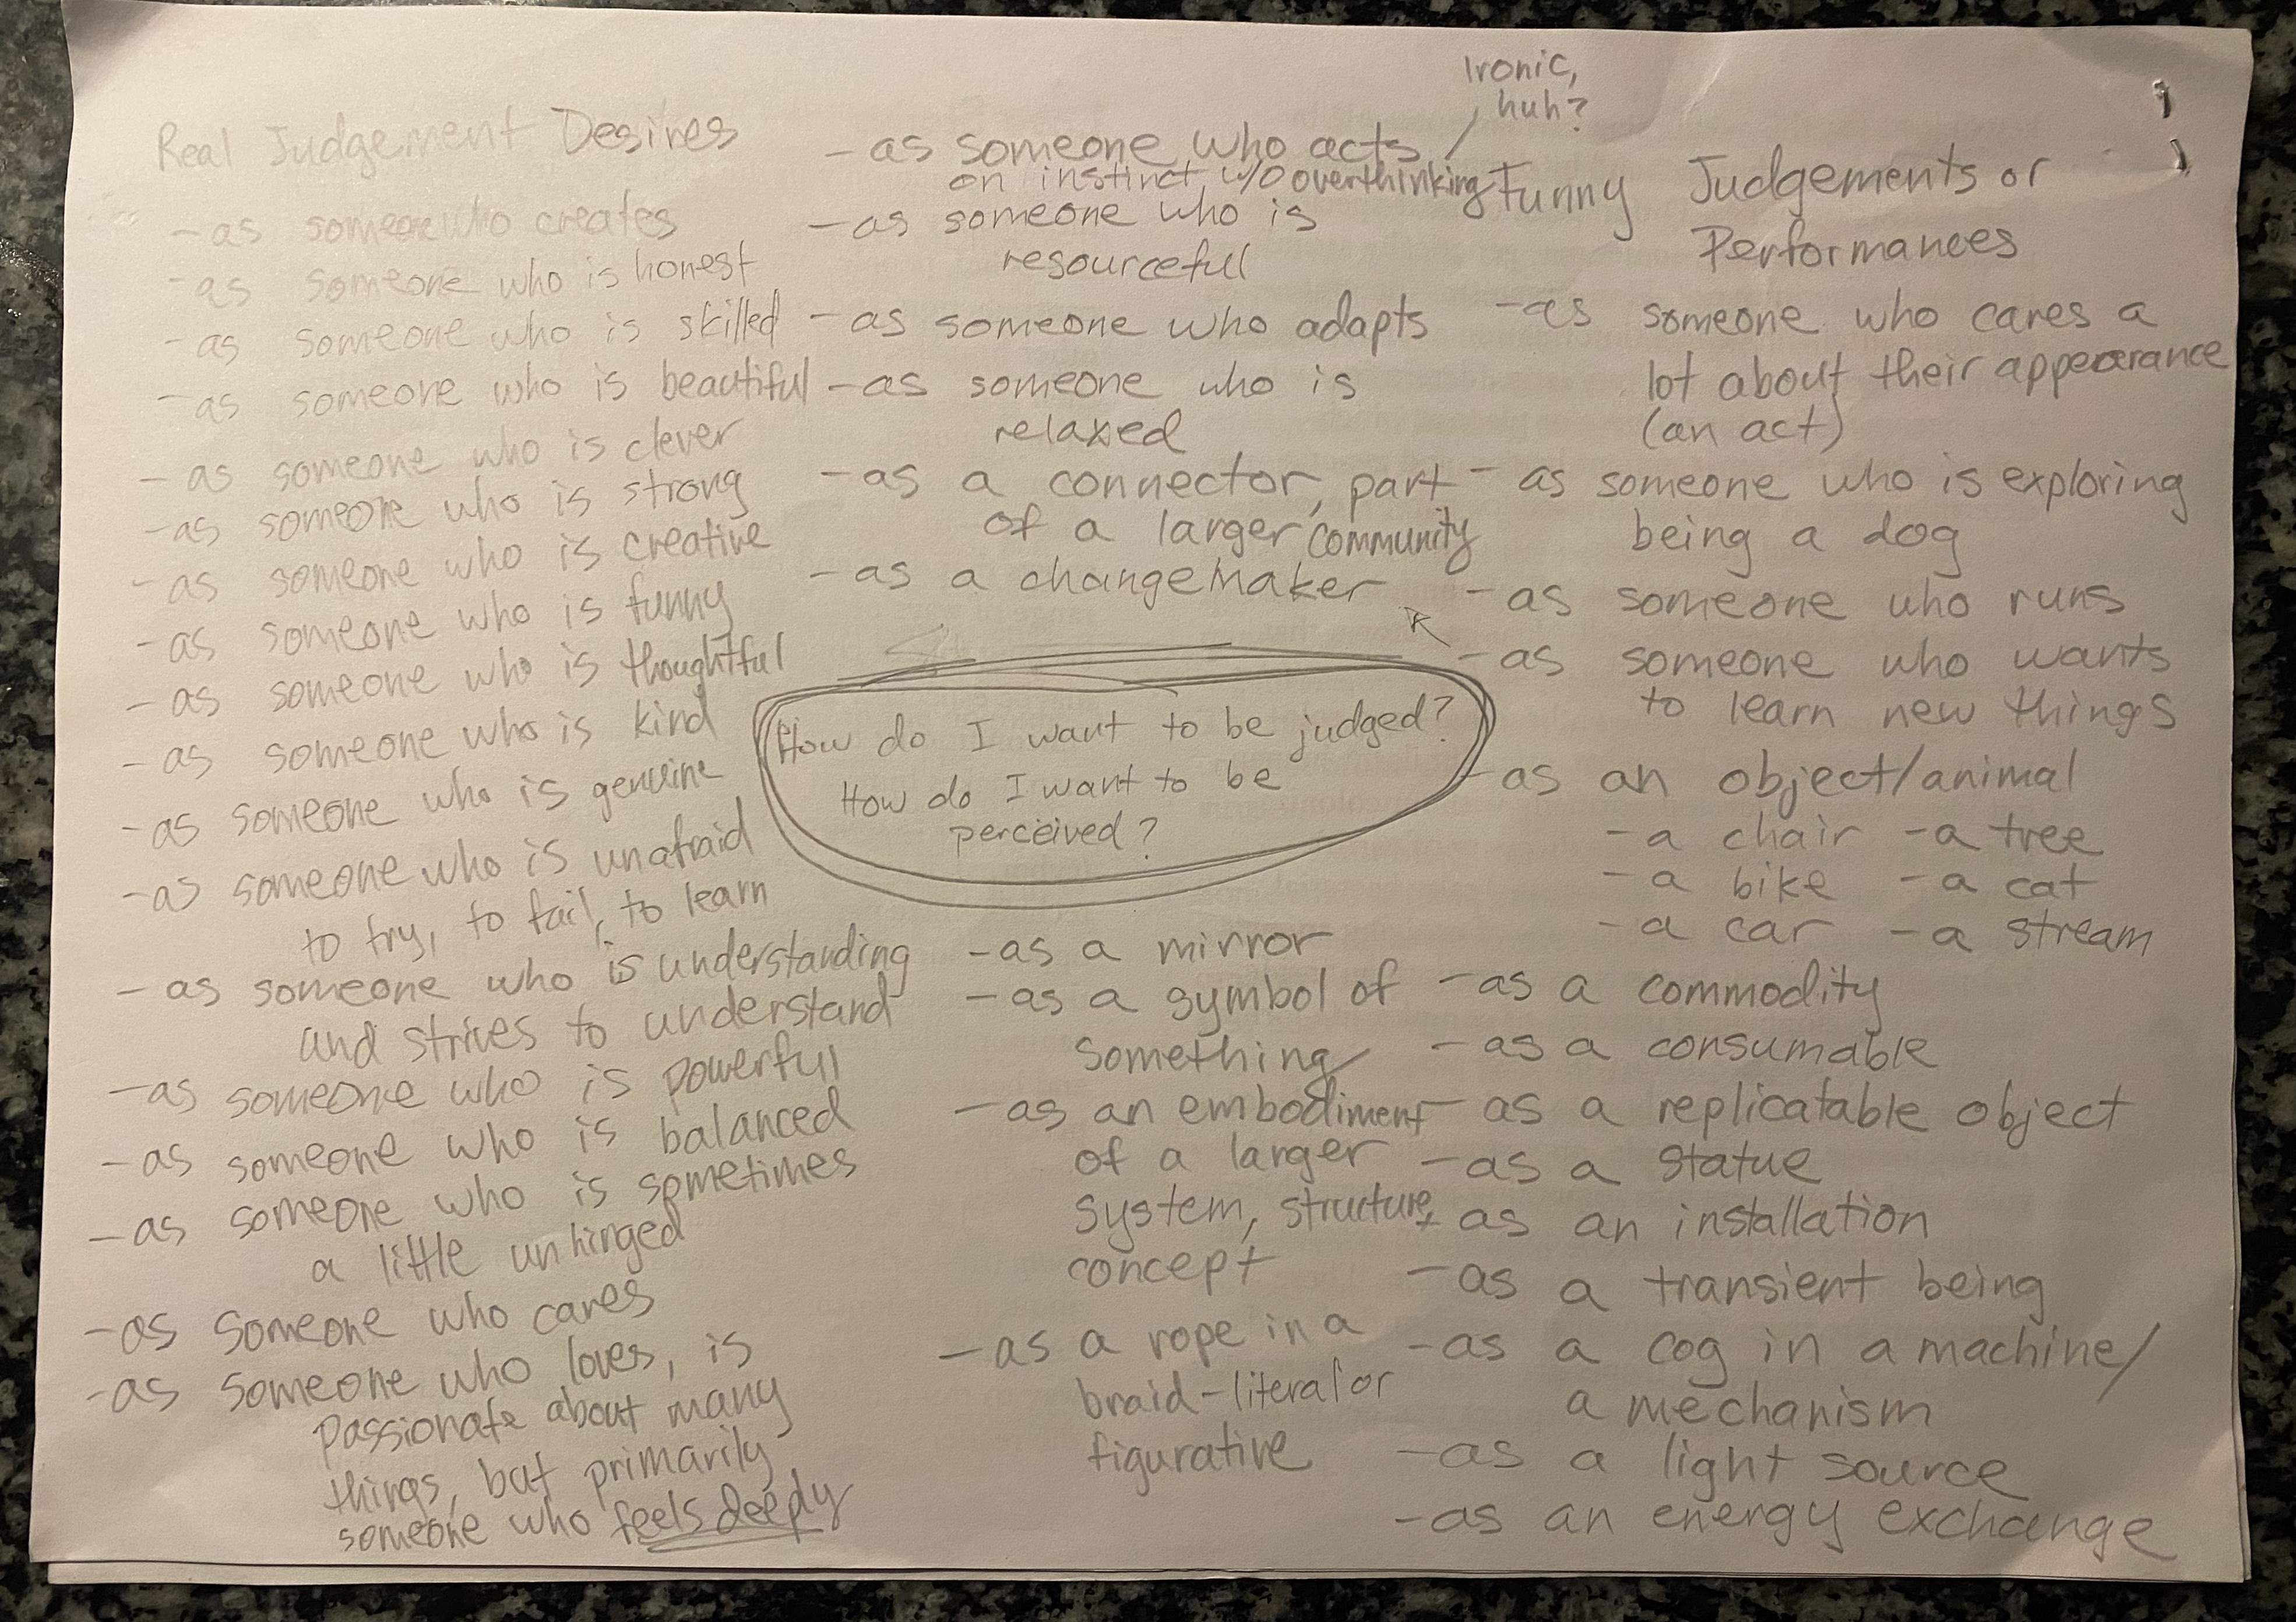 Real Judgement Desires
- as someone who creates
- as someone who is honest
- as someone who is skilled
- as someone who is beautiful
- as someone who is clever
- as someone who is strong
- as someone who is creative
- as someone who is funny
- as someone who is thoughtful
- as someone who is kind
- as someone who is genuine
- as someone who is unafraid
to try, to fail, to learn
- as someone who is understanding
and strives to understand
- as someone who is powerful
- as someone who is balanced
- as someone who is sometimes
a little unhinged
- as someone who cares
- as someone who loves, is
passionate about many
things, but primarily
someone who feels deeply
Ironic,
huh?
- as someone who acts
on instinct w/o overthinking
- as someone who is
resourceful
- as someone who adapts
- as someone who is
relaxed
- as a connector, part
of a larger community
- as a changemaker
How do I want to be judged?
How do I want to be
perceived?
- as a mirror
- as a symbol of
something
- as an embodiment
of a larger
system, structure,
concept
- as a rope in a
braid - literal or
figurative
Funny Judgements or
Performances
- as someone who cares a
lot about their appearance
(an act)
- as someone who is exploring
being a dog
- as someone who runs
- as someone who wants
to learn new things
- as an object/animal
- a chair - a tree
- a bike - a cat
- a car - a stream
- as a commodity
- as a consumable
- as a replicatable object
- as a statue
- as an installation
- as a transient being
- as a cog in a machine/
a mechanism
- as a light source
- as an energy exchange